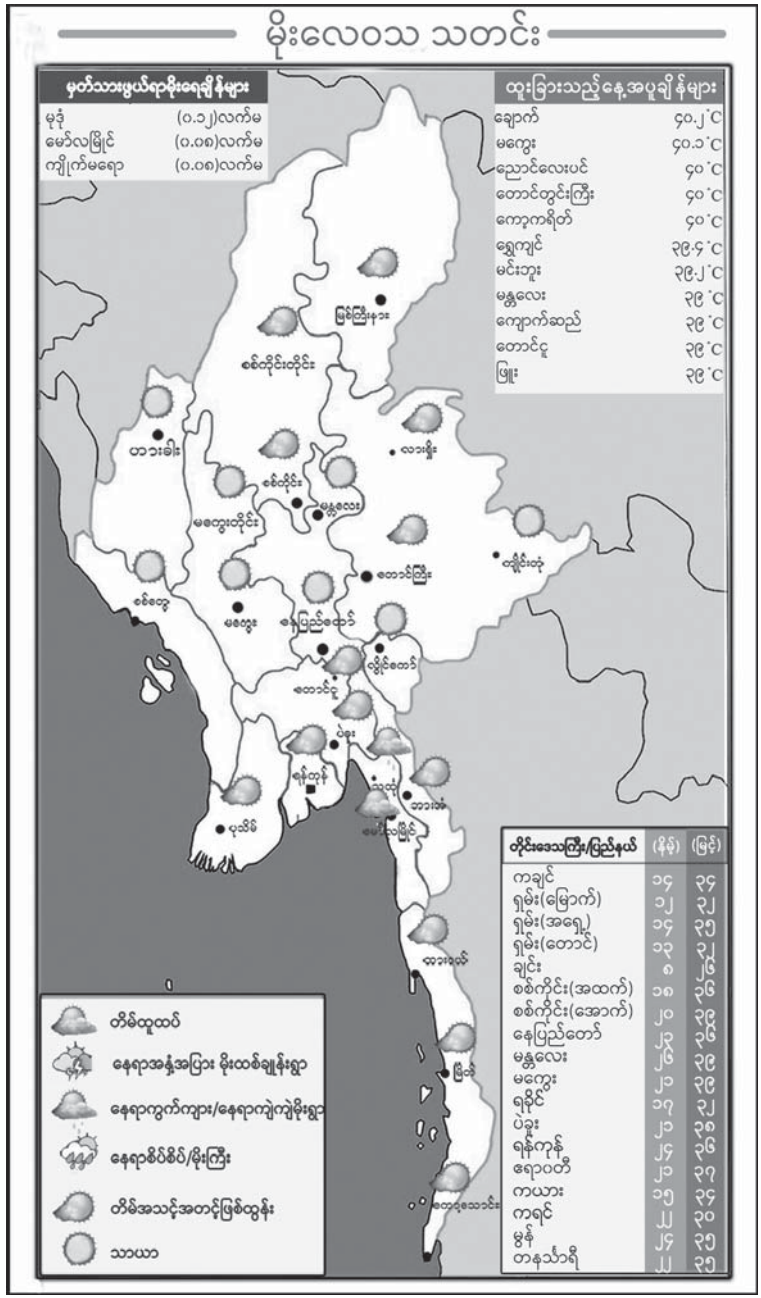 မိုးလေဝသ သတင်း
မှတ်သားဖွယ်ရာမိုးရေချိန်များ
မုဒုံ (၀.၁၂)လက်မ
မော်လမြိုင် (၀.၀၈)လက်မ
ကျိုက်မရော (၀.၀၈)လက်မ
ထူးခြားသည့်နေ့အပူချိန်များ
ချောက် ၄၀.၂°C
မကွေး ၄၀.၁°C
ညောင်လေးပင် ၄၀°C
တောင်တွင်းကြီး ၄၀°C
ကော့ကရိတ် ၄၀°C
ရွှေကျင် ၃၉.၄°C
မင်းဘူး ၃၉.၂°C
မန္တလေး ၃၉°C
ကျောက်ဆည် ၃၉°C
တောင်ငူ ၃၉°C
ဖြူး ၃၉°C
မြစ်ကြီးနား
စစ်ကိုင်းတိုင်း
ဟားခါး
လားရှိုး
စစ်ကိုင်း
မန္တလေး
မကွေးတိုင်း
ကျိုင်းတုံ
တောင်ကြီး
စစ်တွေ
မကွေး
နေပြည်တော်
လွိုင်ကော်
တောင်ငူ
ပဲခူး
ရန်ကုန်
သထုံ
ဘားအံ
မော်လမြိုင်
ပုသိမ်
ထားဝယ်
မြိတ်
ကော့သောင်း
တိမ်ထူထပ်
နေရာအနှံ့အပြား မိုးထစ်ချုန်းရွာ
နေရာကွက်ကျား/နေရာကျဲကျဲမိုးရွာ
နေရာစိပ်စိပ်/မိုးကြီး
တိမ်အသင့်အတင့်ဖြစ်ထွန်း
သာယာ
တိုင်းဒေသကြီး/ပြည်နယ် (နိမ့်) (မြင့်)
ကချင် ၁၄ ၃၄
ရှမ်း(မြောက်) ၁၂ ၃၂
ရှမ်း(အရှေ့) ၁၄ ၃၅
ရှမ်း(တောင်) ၁၃ ၃၂
ချင်း ၈ ၂၆
စစ်ကိုင်း(အထက်) ၁၈ ၃၆
စစ်ကိုင်း(အောက်) ၂၀ ၃၉
နေပြည်တော် ၂၃ ၃၆
မန္တလေး ၂၆ ၃၉
မကွေး ၂၁ ၃၉
ရခိုင် ၁၇ ၃၂
ပဲခူး ၂၁ ၃၈
ရန်ကုန် ၂၄ ၃၆
ဧရာဝတီ ၂၁ ၃၇
ကယား ၁၅ ၃၄
ကရင် ၂၂ ၃၀
မွန် ၂၄ ၃၅
တနင်္သာရီ ၂၂ ၃၅